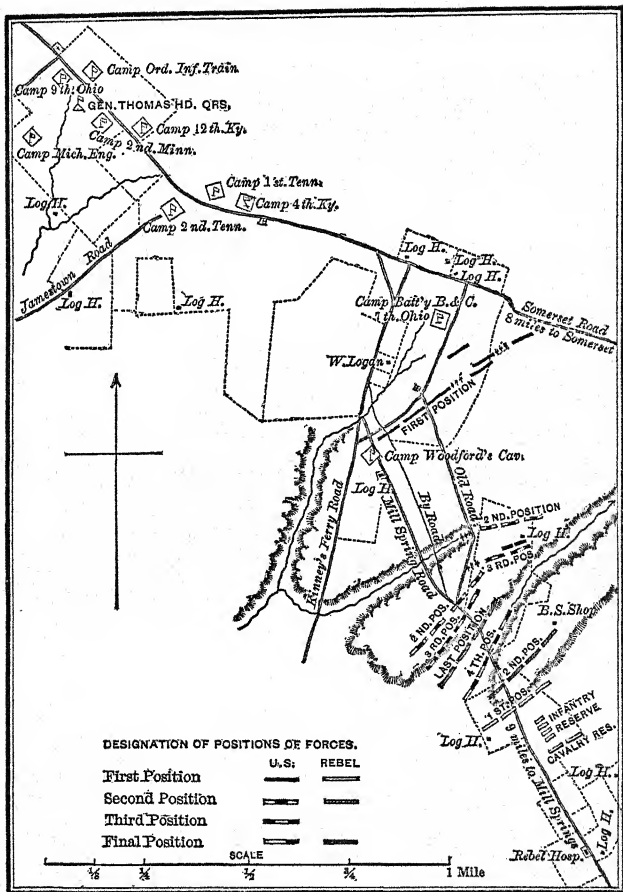 Camp Ord. Inf. Train
Camp 9th. Ohio
GEN. THOMAS HD. QRS,
Camp 12th. Ky.
Camp 2nd. Minn.
Camp Mich. Eng.
Camp 1st. Tenn.
Camp 4th. Ky.
Log H.
Camp 2nd. Tenn.
Jamestown Road
Log H.
Log H.
Log H.
Log H.
Log H.
Camp Batt'y B. & C.
1th. Ohio
Somerset Road
8 miles to Somerset
W. Logan
FIRST POSITION
Camp Woodford's Cav.
Log H.
Kinney's Ferry Road
Mill Spring Road
By Road
Old Road
2 ND. POSITION
Log H.
3 RD. POS.
B.S. Shop
2 ND. POS.
3 RD. POS.
LAST POSITION
4 TH. POS.
2 ND. POS.
1 ST. POS.
INFANTRY
RESERVE
CAVALRY RES.
Log H.
9 miles to Mill Springs
Log H.
Log H.
Rebel Hosp.
DESIGNATION OF POSITIONS OF FORCES.
U.S. REBEL
First Position
Second Position
Third Position
Final Position
SCALE
1/8 1/4 1/2 3/4 1 Mile